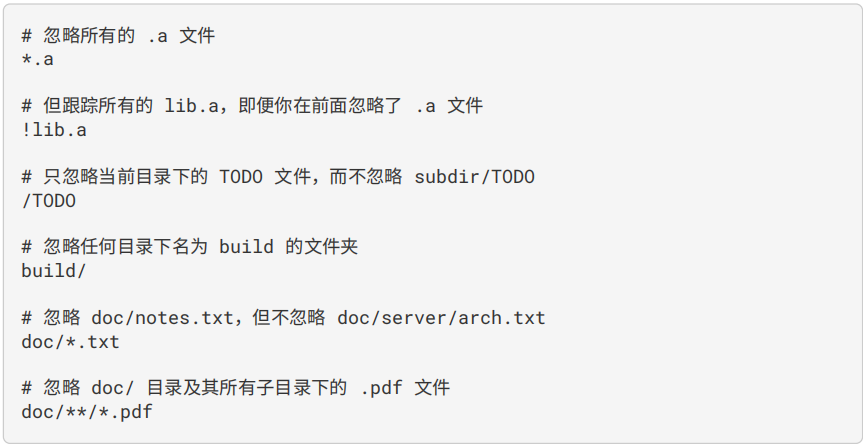 # 忽略所有的 .a 文件
*.a
# 但跟踪所有的 lib.a，即便你在前面忽略了 .a 文件
!lib.a
# 只忽略当前目录下的 TODO 文件，而不忽略 subdir/TODO
/TODO
# 忽略任何目录下名为 build 的文件夹
build/
# 忽略 doc/notes.txt，但不忽略 doc/server/arch.txt
doc/*.txt
# 忽略 doc/ 目录及其所有子目录下的 .pdf 文件
doc/**/*.pdf